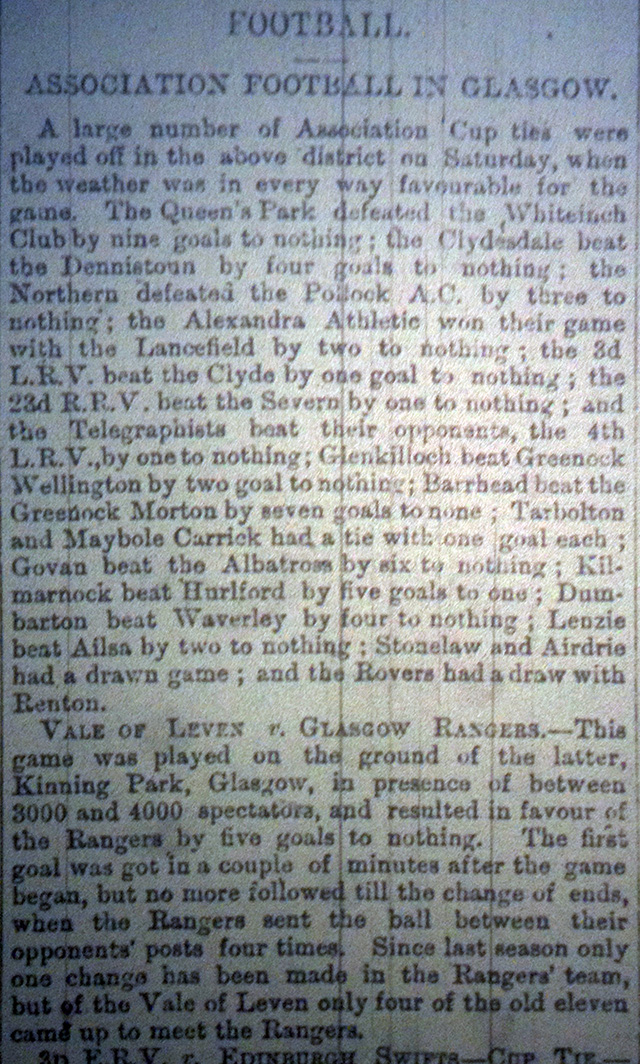 FOOTBALL.
ASSOCIATION FOOTBALL IN GLASGOW.
A large number of Association Cup ties were
played off in the above district on Saturday, when
the weather was in every way favourable for the
game. The Queen's Park defeated the Whiteinch
Club by nine goals to nothing; the Clydesdale beat
the Dennistoun by four goals to nothing; the
Northern defeated the Pollock A.C. by three to
nothing; the Alexandra Athletic won their game
with the Lancefield by two to nothing; the 3d
L.R.V. beat the Clyde by one goal to nothing; the
23d R.R.V. beat the Severn by one to nothing; and
the Telegraphists beat their opponents, the 4th
L.R.V., by one to nothing; Glenkilloch beat Greenock
Wellington by two goal to nothing; Barrhead beat the
Greenock Morton by seven goals to none; Tarbolton
and Maybole Carrick had a tie with one goal each;
Govan beat the Albatross by six to nothing; Kil-
marnock beat Hurlford by five goals to one; Dum-
barton beat Waverley by four to nothing; Lenzie
beat Ailsa by two to nothing; Stonelaw and Airdrie
had a drawn game; and the Rovers had a draw with
Renton.
VALE OF LEVEN v. GLASGOW RANGERS.—This
game was played on the ground of the latter,
Kinning Park, Glasgow, in presence of between
3000 and 4000 spectators, and resulted in favour of
the Rangers by five goals to nothing. The first
goal was got in a couple of minutes after the game
began, but no more followed till the change of ends,
when the Rangers sent the ball between their
opponents' posts four times. Since last season only
one change has been made in the Rangers' team,
but of the Vale of Leven only four of the old eleven
came up to meet the Rangers.
3D E.R.V. v. EDINBURGH SWIFTS—CUP TIE—